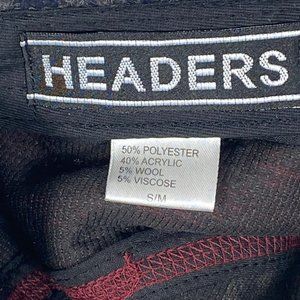 HEADERS
50% POLYESTER
40% ACRYLIC
5% WOOL
5% VISCOSE
S/M